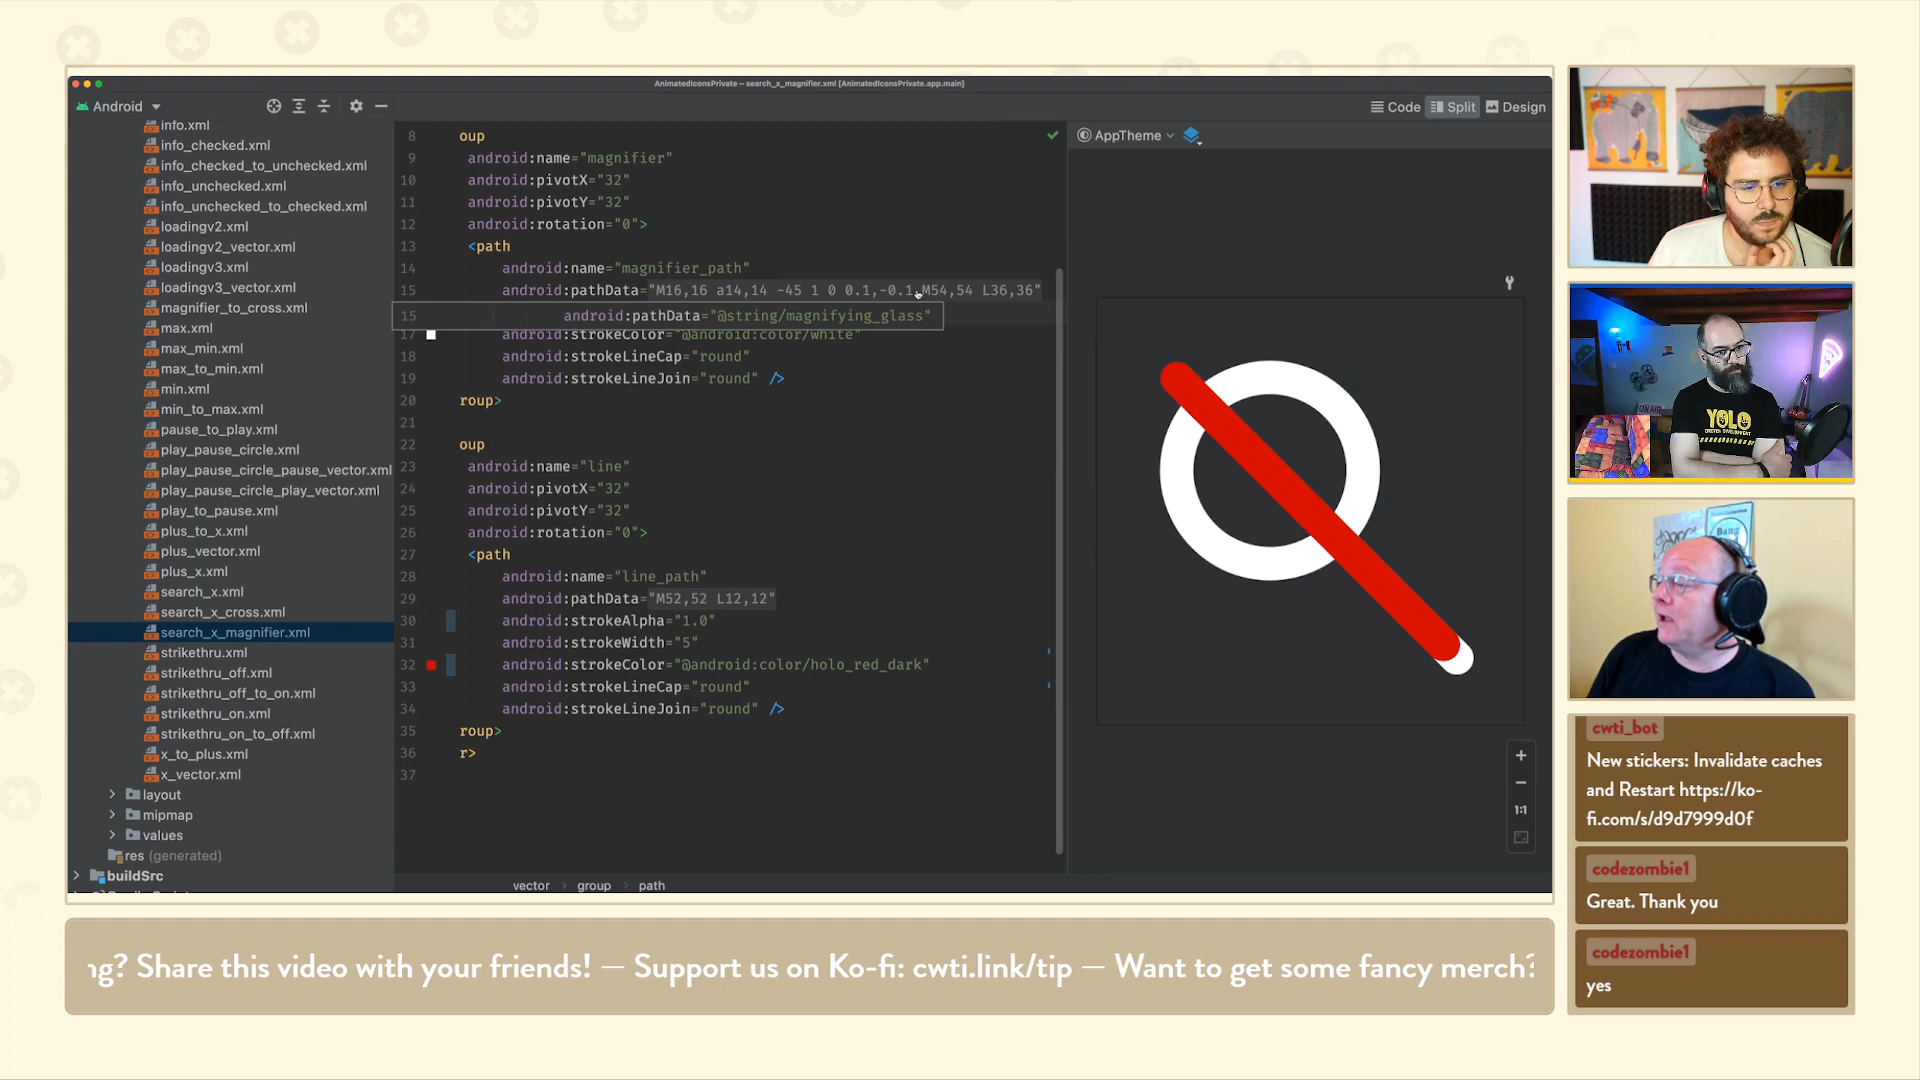 AnimatedIconsPrivate – search_x_magnifier.xml [AnimatedIconsPrivate.app.main]
Android
Code
Split
Design
info.xml
info_checked.xml
info_checked_to_unchecked.xml
info_unchecked.xml
info_unchecked_to_checked.xml
loadingv2.xml
loadingv2_vector.xml
loadingv3.xml
loadingv3_vector.xml
magnifier_to_cross.xml
max.xml
max_min.xml
max_to_min.xml
min.xml
min_to_max.xml
pause_to_play.xml
play_pause_circle.xml
play_pause_circle_pause_vector.xml
play_pause_circle_play_vector.xml
play_to_pause.xml
plus_to_x.xml
plus_vector.xml
plus_x.xml
search_x.xml
search_x_cross.xml
search_x_magnifier.xml
strikethru.xml
strikethru_off.xml
strikethru_off_to_on.xml
strikethru_on.xml
strikethru_on_to_off.xml
x_to_plus.xml
x_vector.xml
layout
mipmap
values
res (generated)
buildSrc
8 oup
9 android:name="magnifier"
10 android:pivotX="32"
11 android:pivotY="32"
12 android:rotation="0">
13 <path
14 android:name="magnifier_path"
15 android:pathData="M16,16 a14,14 -45 1 0 0.1,-0.1 M54,54 L36,36"
15 android:pathData="@string/magnifying_glass"
17 android:strokeColor="@android:color/white"
18 android:strokeLineCap="round"
19 android:strokeLineJoin="round" />
20 roup>
21
22 oup
23 android:name="line"
24 android:pivotX="32"
25 android:pivotY="32"
26 android:rotation="0">
27 <path
28 android:name="line_path"
29 android:pathData="M52,52 L12,12"
30 android:strokeAlpha="1.0"
31 android:strokeWidth="5"
32 android:strokeColor="@android:color/holo_red_dark"
33 android:strokeLineCap="round"
34 android:strokeLineJoin="round" />
35 roup>
36 r>
37
vector > group > path
AppTheme
1:1
ON AIR
YOLO
DRIVEN DEVELOPMENT
Bang
cwti_bot
New stickers: Invalidate caches
and Restart https://ko-
fi.com/s/d9d7999d0f
codezombie1
Great. Thank you
codezombie1
yes
ng? Share this video with your friends! — Support us on Ko-fi: cwti.link/tip — Want to get some fancy merch?